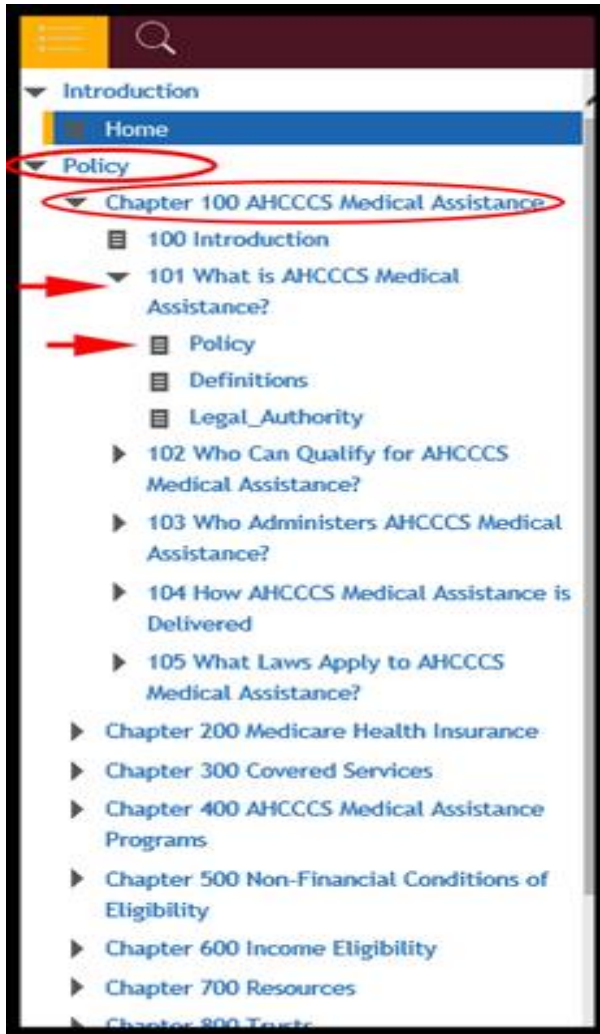 Introduction
Home
Policy
Chapter 100 AHCCCS Medical Assistance
100 Introduction
101 What is AHCCCS Medical
Assistance?
Policy
Definitions
Legal_Authority
102 Who Can Qualify for AHCCCS
Medical Assistance?
103 Who Administers AHCCCS Medical
Assistance?
104 How AHCCCS Medical Assistance is
Delivered
105 What Laws Apply to AHCCCS
Medical Assistance?
Chapter 200 Medicare Health Insurance
Chapter 300 Covered Services
Chapter 400 AHCCCS Medical Assistance
Programs
Chapter 500 Non-Financial Conditions of
Eligibility
Chapter 600 Income Eligibility
Chapter 700 Resources
Chapter 800 Trusts